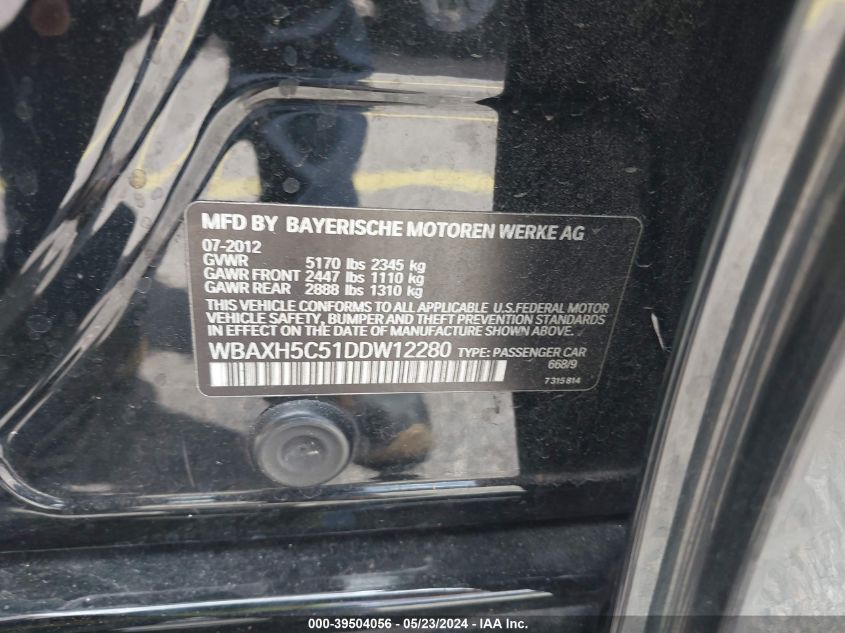 MFD BY BAYERISCHE MOTOREN WERKE AG
07-2012
GVWR 5170 lbs 2345 kg
GAWR FRONT 2447 lbs 1110 kg
GAWR REAR 2888 lbs 1310 kg
THIS VEHICLE CONFORMS TO ALL APPLICABLE U.S.FEDERAL MOTOR
VEHICLE SAFETY, BUMPER AND THEFT PREVENTION STANDARDS
IN EFFECT ON THE DATE OF MANUFACTURE SHOWN ABOVE.
WBAXH5C51DDW12280 TYPE: PASSENGER CAR
668/9
7315814
000-39504056 - 05/23/2024 - IAA Inc.